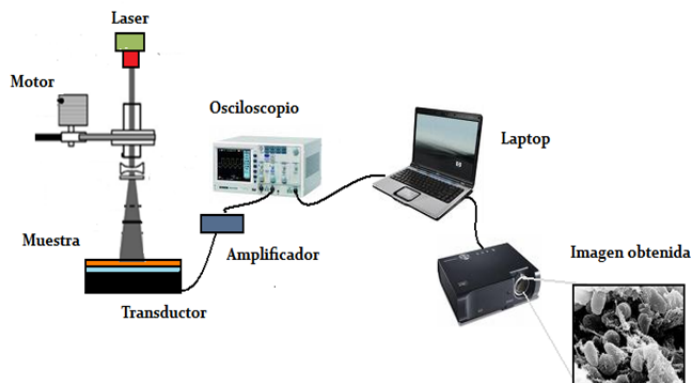 Laser
Motor
Osciloscopio
Laptop
Muestra
Amplificador
Imagen obtenida
Transductor